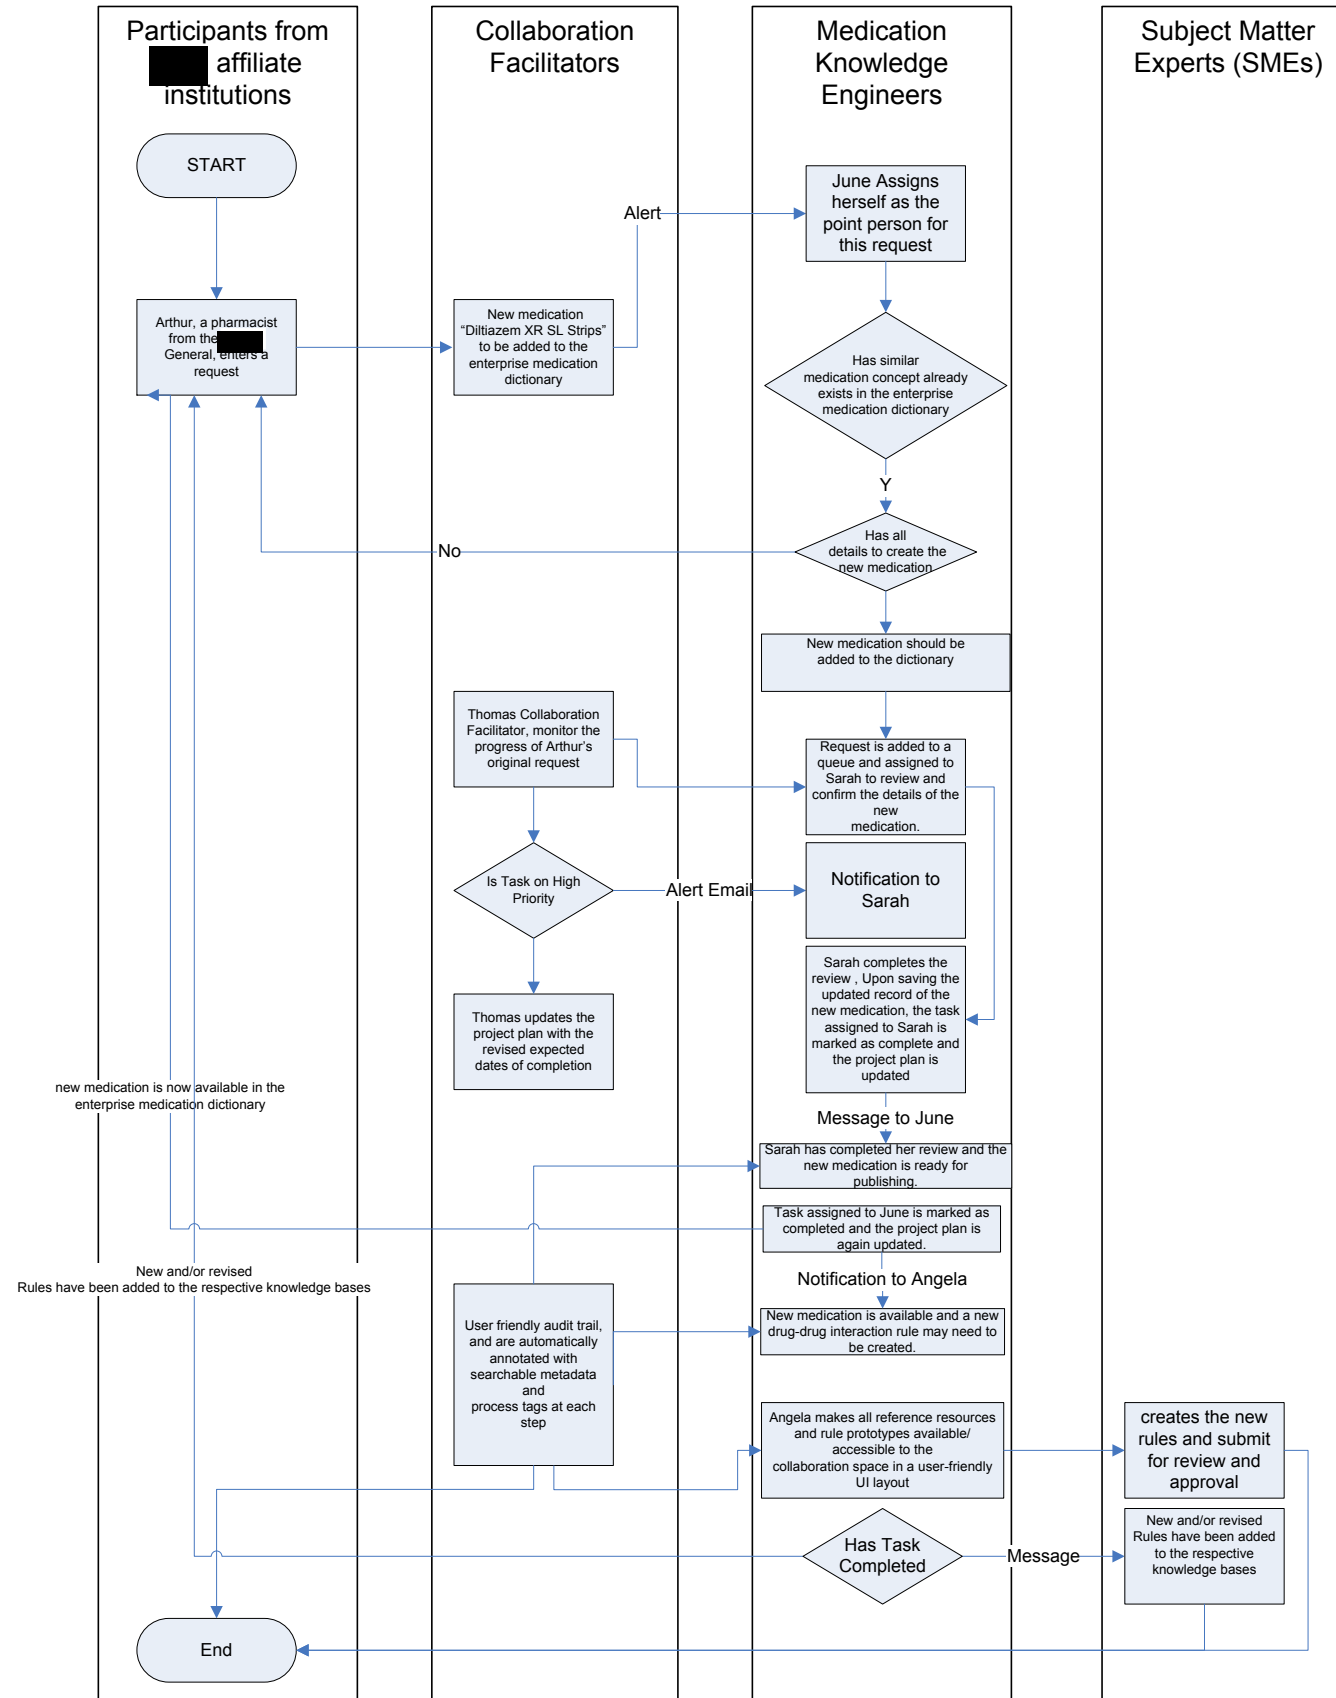 Participants from
affiliate
institutions
Collaboration
Facilitators
Medication
Knowledge
Engineers
Subject Matter
Experts (SMEs)
START
June Assigns
herself as the
point person for
this request
Alert
Arthur, a pharmacist
from the
General, enters a
request
New medication
“Diltiazem XR SL Strips”
to be added to the
enterprise medication
dictionary
Has similar
medication concept already
exists in the enterprise
medication dictionary
Y
Has all
details to create the
new medication
No
New medication should be
added to the dictionary
Thomas Collaboration
Facilitator, monitor the
progress of Arthur’s
original request
Request is added to a
queue and assigned to
Sarah to review and
confirm the details of the
new
medication.
Is Task on High
Priority
Alert Email
Notification to
Sarah
Sarah completes the
review , Upon saving the
updated record of the
new medication, the task
assigned to Sarah is
marked as complete and
the project plan is
updated
Thomas updates the
project plan with the
revised expected
dates of completion
new medication is now available in the
enterprise medication dictionary
Message to June
Sarah has completed her review and the
new medication is ready for
publishing.
Task assigned to June is marked as
completed and the project plan is
again updated.
New and/or revised
Rules have been added to the respective knowledge bases
Notification to Angela
User friendly audit trail,
and are automatically
annotated with
searchable metadata
and
process tags at each
step
New medication is available and a new
drug-drug interaction rule may need to
be created.
Angela makes all reference resources
and rule prototypes available/
accessible to the
collaboration space in a user-friendly
UI layout
creates the new
rules and submit
for review and
approval
Has Task
Completed
Message
New and/or revised
Rules have been added
to the respective
knowledge bases
End